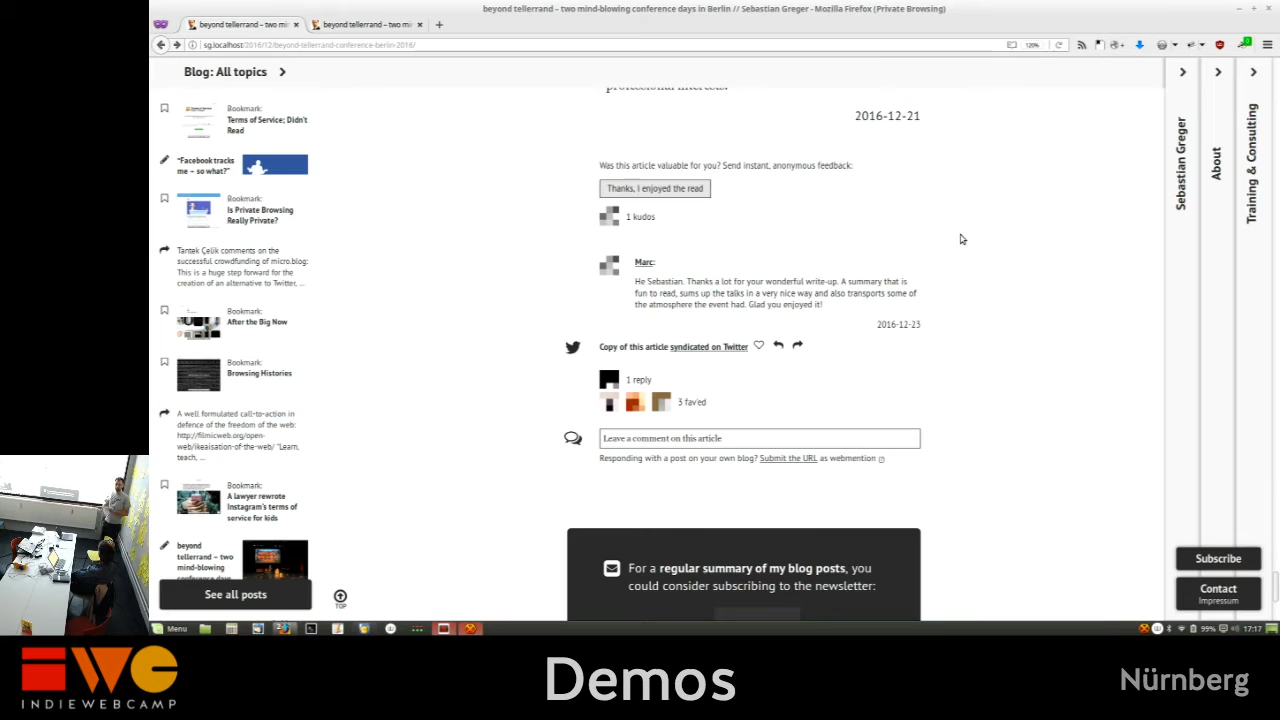 beyond tellerrand – two mind-blowing conference days in Berlin // Sebastian Greger - Mozilla Firefox (Private Browsing)
beyond tellerrand – two min
beyond tellerrand – two min
sg.localhost/2016/12/beyond-tellerrand-conference-berlin-2016/
120%
Blog: All topics
Bookmark:
Terms of Service; Didn't
Read
"Facebook tracks
me – so what?"
Bookmark:
Is Private Browsing
Really Private?
Tantek Çelik comments on the
successful crowdfunding of micro.blog:
This is a huge step forward for the
creation of an alternative to Twitter, ...
Bookmark:
After the Big Now
Bookmark:
Browsing Histories
A well formulated call-to-action in
defence of the freedom of the web:
http://filmicweb.org/open-
web/ikeaisation-of-the-web/ "Learn,
teach, ...
Bookmark:
A lawyer rewrote
Instagram's terms of
service for kids
beyond
tellerrand – two
mind-blowing
conference days
See all posts
TOP
professional interests.
2016-12-21
Was this article valuable for you? Send instant, anonymous feedback:
Thanks, I enjoyed the read
1 kudos
Marc:
He Sebastian. Thanks a lot for your wonderful write-up. A summary that is
fun to read, sums up the talks in a very nice way and also transports some of
the atmosphere the event had. Glad you enjoyed it!
2016-12-23
Copy of this article syndicated on Twitter
1 reply
3 fav'ed
Leave a comment on this article
Responding with a post on your own blog? Submit the URL as webmention
For a regular summary of my blog posts, you
could consider subscribing to the newsletter:
Sebastian Greger
About
Training & Consulting
Subscribe
Contact
Impressum
Menu
99%
17:17
INDIEWEBCAMP
Demos
Nürnberg